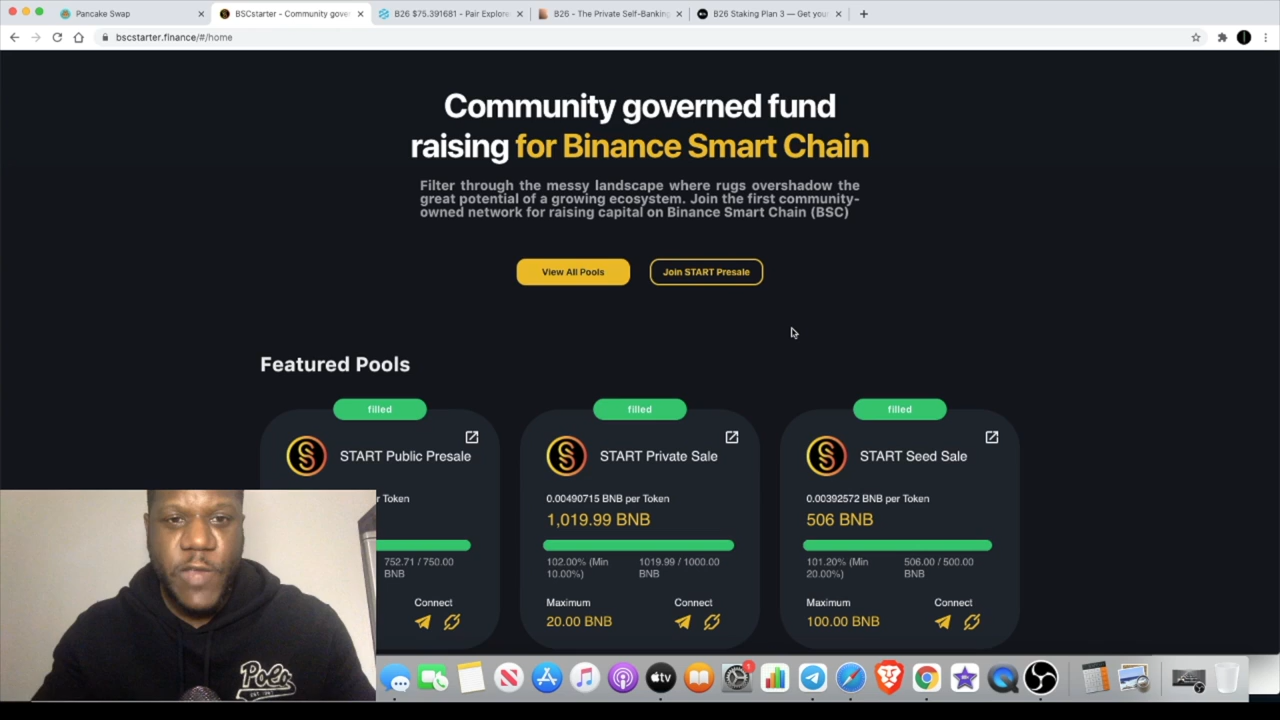 Pancake Swap
BSCstarter - Community gove
B26 $75.391681 - Pair Explore
B26 - The Private Self-Banking
B26 Staking Plan 3 — Get your
bscstarter.finance/#/home
Community governed fund
raising for Binance Smart Chain
Filter through the messy landscape where rugs overshadow the
great potential of a growing ecosystem. Join the first community-
owned network for raising capital on Binance Smart Chain (BSC)
View All Pools
Join START Presale
Featured Pools
filled
START Public Presale
r Token
752.71 / 750.00
BNB
Connect
filled
START Private Sale
0.00490715 BNB per Token
1,019.99 BNB
102.00% (Min
10.00%)
1019.99 / 1000.00
BNB
Maximum
Connect
20.00 BNB
filled
START Seed Sale
0.00392572 BNB per Token
506 BNB
101.20% (Min
20.00%)
506.00 / 500.00
BNB
Maximum
Connect
100.00 BNB
Polo
tv
1